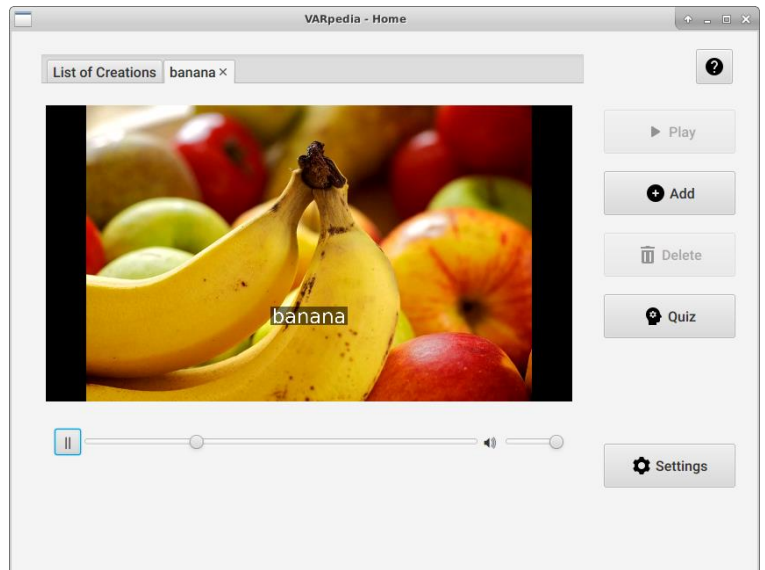 VARpedia - Home
List of Creations
banana
Play
Add
Delete
banana
Quiz
Settings